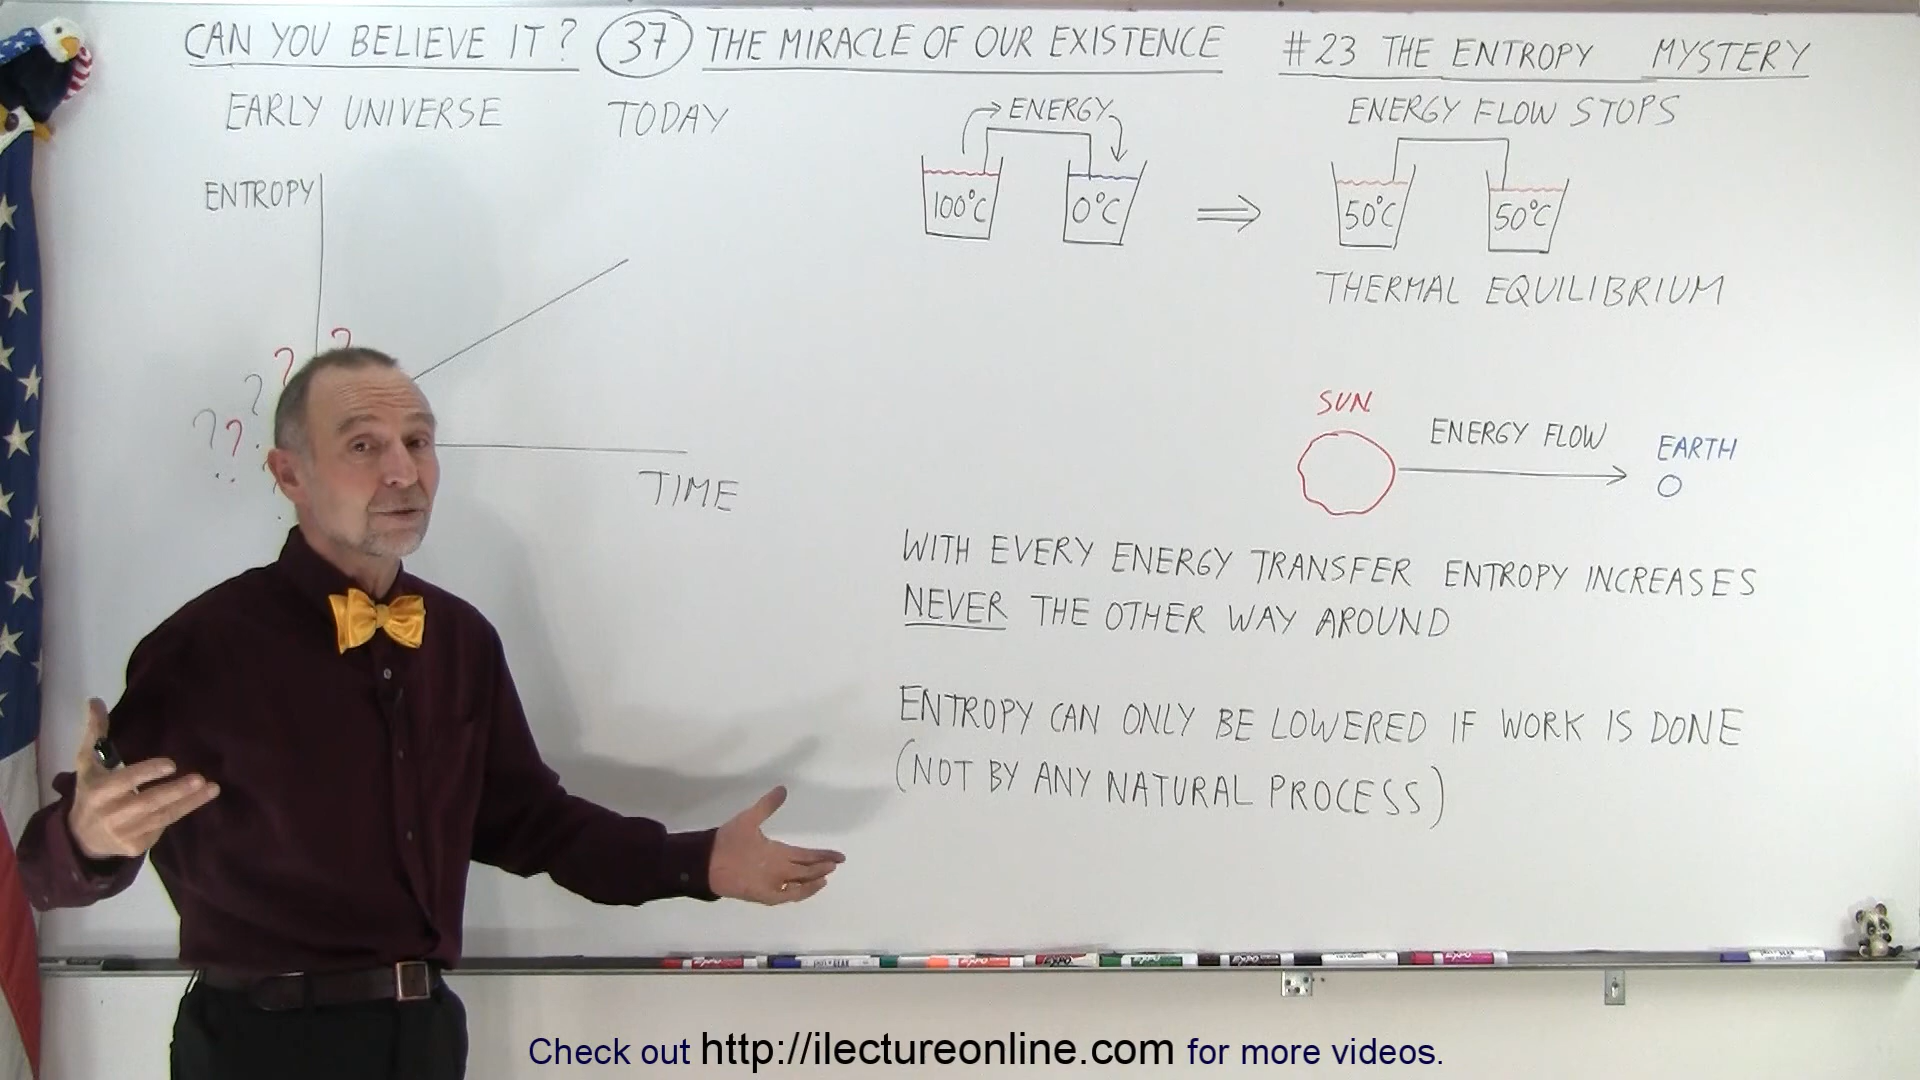 CAN YOU BELIEVE IT? 37 THE MIRACLE OF OUR EXISTENCE #23 THE ENTROPY MYSTERY
EARLY UNIVERSE TODAY
ENTROPY
? ? ? ? ? ?
TIME
ENERGY
100°C 0°C
ENERGY FLOW STOPS
50°C 50°C
THERMAL EQUILIBRIUM
SUN
ENERGY FLOW
EARTH
WITH EVERY ENERGY TRANSFER ENTROPY INCREASES
NEVER THE OTHER WAY AROUND
ENTROPY CAN ONLY BE LOWERED IF WORK IS DONE
(NOT BY ANY NATURAL PROCESS)
Check out http://ilectureonline.com for more videos.